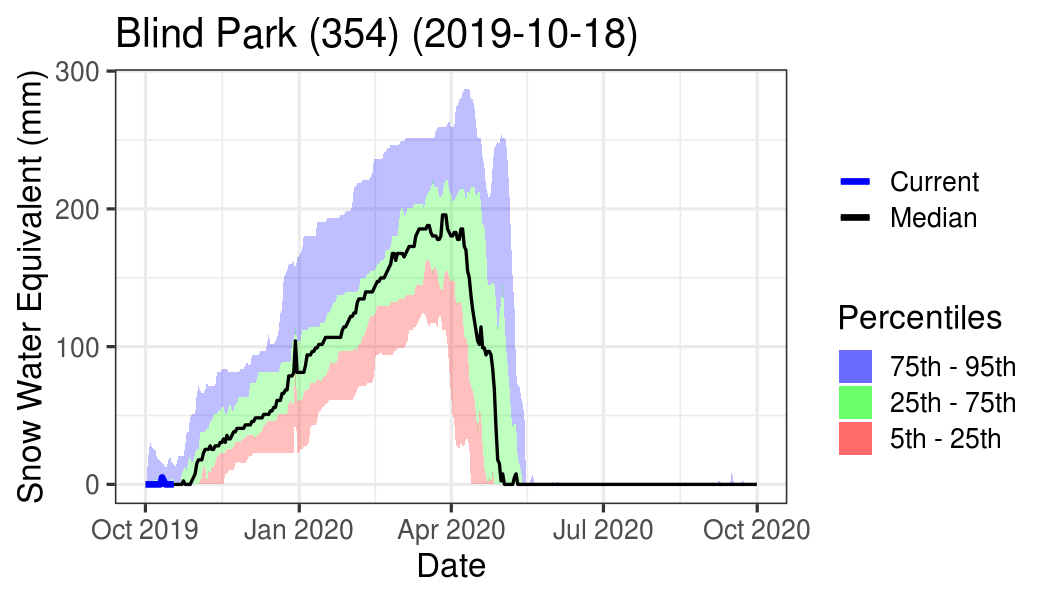 Blind Park (354) (2019-10-18)
Snow Water Equivalent (mm)
300
200
100
0
Oct 2019 Jan 2020 Apr 2020 Jul 2020 Oct 2020
Date
Current
Median
Percentiles
75th - 95th
25th - 75th
5th - 25th